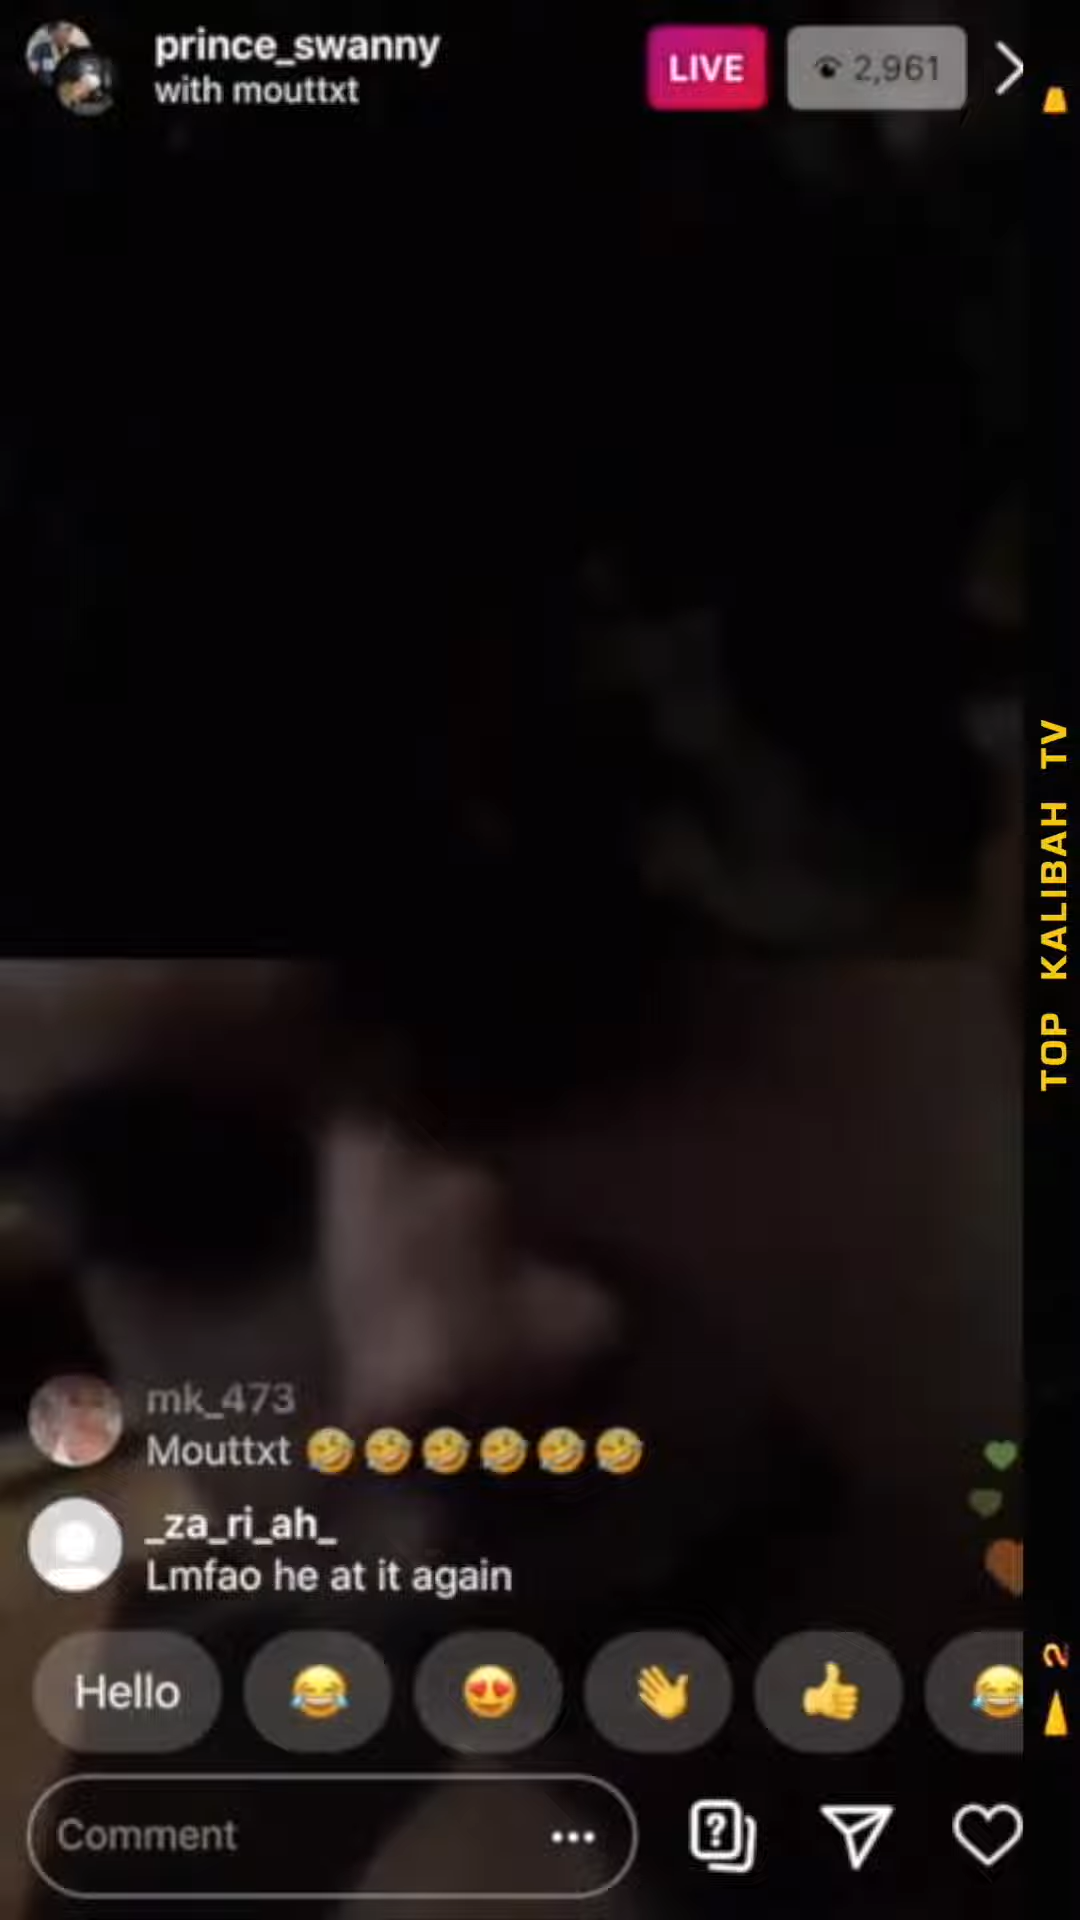 prince_swanny
with mouttxt
LIVE
2,961
mk_473
Mouttxt 🤣🤣🤣🤣🤣🤣
_za_ri_ah_
Lmfao he at it again
Hello
Comment
TOP KALIBAH TV